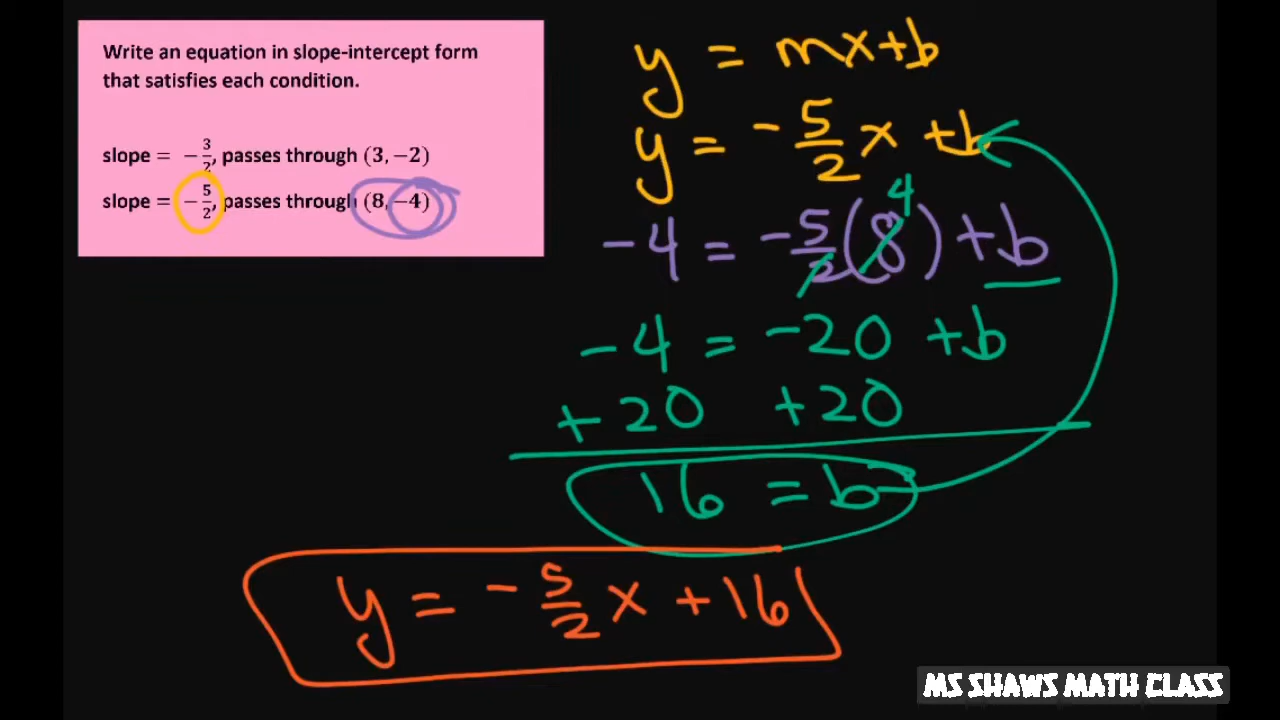 Write an equation in slope-intercept form
that satisfies each condition.
slope = −3/2, passes through (3, −2)
slope = −5/2, passes through (8, −4)
y = mx+b
y = -5/2 x + b
4
-4 = -5/2 (8) + b
-4 = -20 + b
+20 +20
16 = b
y = -5/2 x + 16
MS SHAWS MATH CLASS